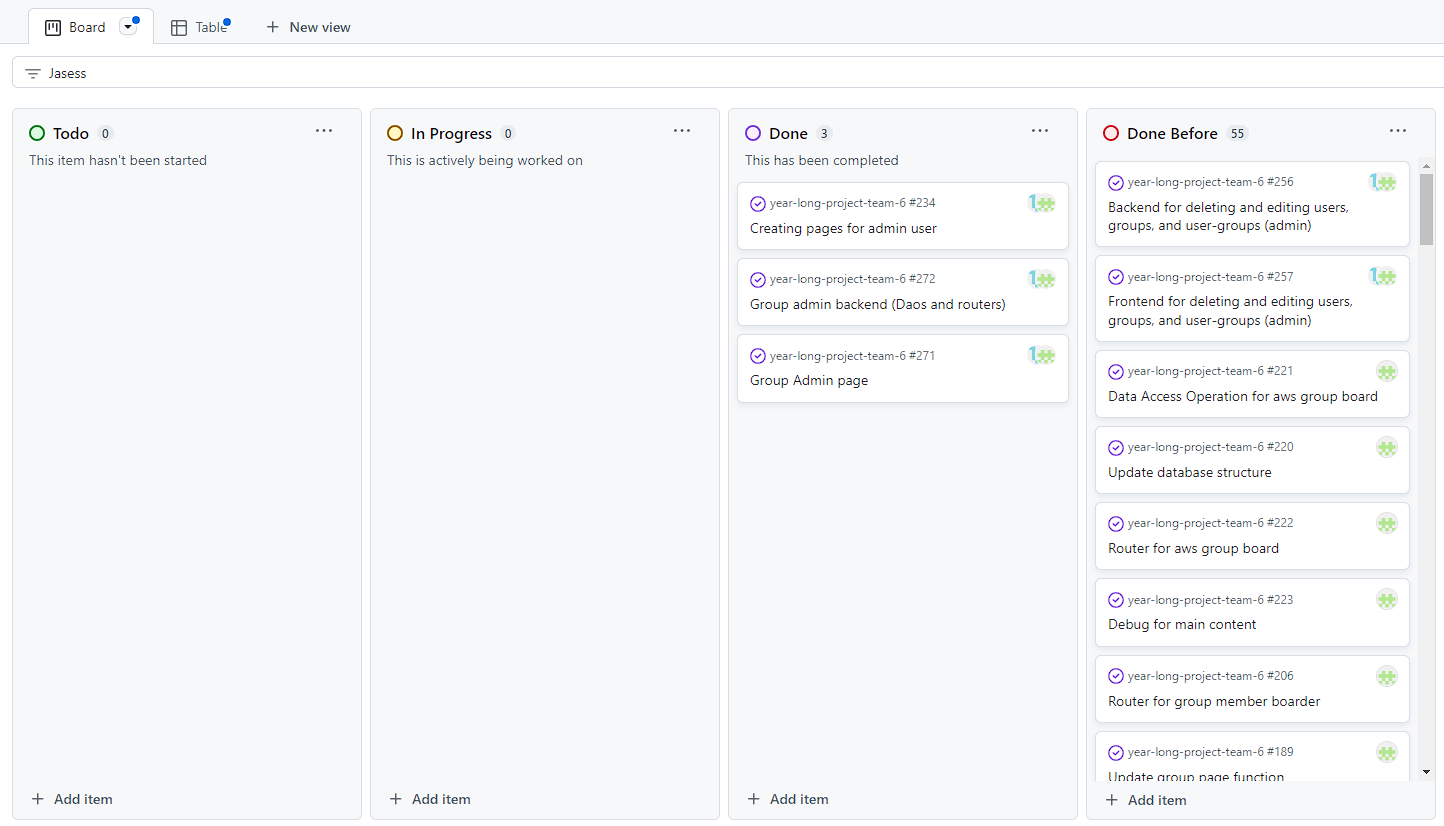 Board
Table
New view
Jasess
Todo 0
This item hasn't been started
Add item
In Progress 0
This is actively being worked on
Add item
Done 3
This has been completed
year-long-project-team-6 #234
Creating pages for admin user
year-long-project-team-6 #272
Group admin backend (Daos and routers)
year-long-project-team-6 #271
Group Admin page
Add item
Done Before 55
year-long-project-team-6 #256
Backend for deleting and editing users,
groups, and user-groups (admin)
year-long-project-team-6 #257
Frontend for deleting and editing users,
groups, and user-groups (admin)
year-long-project-team-6 #221
Data Access Operation for aws group board
year-long-project-team-6 #220
Update database structure
year-long-project-team-6 #222
Router for aws group board
year-long-project-team-6 #223
Debug for main content
year-long-project-team-6 #206
Router for group member boarder
year-long-project-team-6 #189
Update group page function
Add item